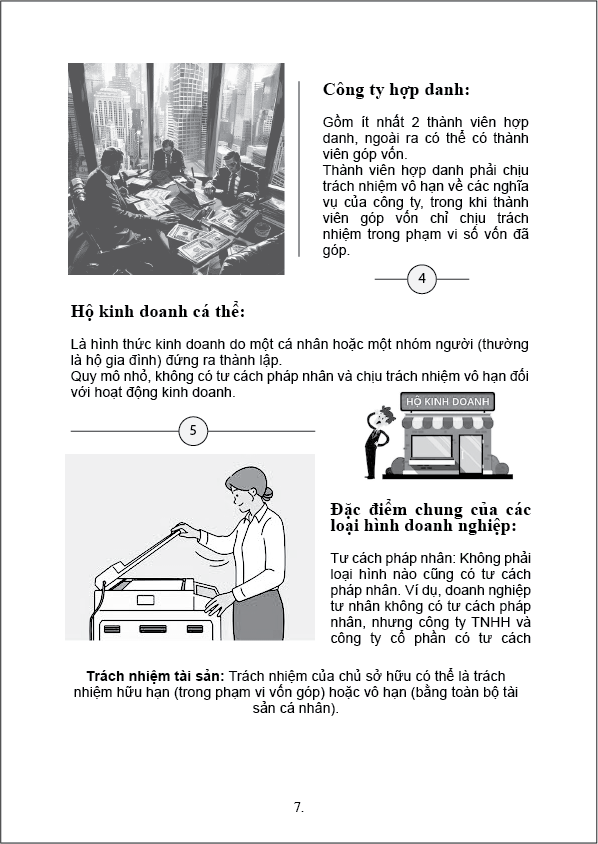 Công ty hợp danh:
Gồm ít nhất 2 thành viên hợp
danh, ngoài ra có thể có thành
viên góp vốn.
Thành viên hợp danh phải chịu
trách nhiệm vô hạn về các nghĩa
vụ của công ty, trong khi thành
viên góp vốn chỉ chịu trách
nhiệm trong phạm vi số vốn đã
góp.
4
Hộ kinh doanh cá thể:
Là hình thức kinh doanh do một cá nhân hoặc một nhóm người (thường
là hộ gia đình) đứng ra thành lập.
Quy mô nhỏ, không có tư cách pháp nhân và chịu trách nhiệm vô hạn đối
với hoạt động kinh doanh.
HỘ KINH DOANH
5
Đặc điểm chung của các
loại hình doanh nghiệp:
Tư cách pháp nhân: Không phải
loại hình nào cũng có tư cách
pháp nhân. Ví dụ, doanh nghiệp
tư nhân không có tư cách pháp
nhân, nhưng công ty TNHH và
công ty cổ phần có tư cách
Trách nhiệm tài sản: Trách nhiệm của chủ sở hữu có thể là trách
nhiệm hữu hạn (trong phạm vi vốn góp) hoặc vô hạn (bằng toàn bộ tài
sản cá nhân).
7.